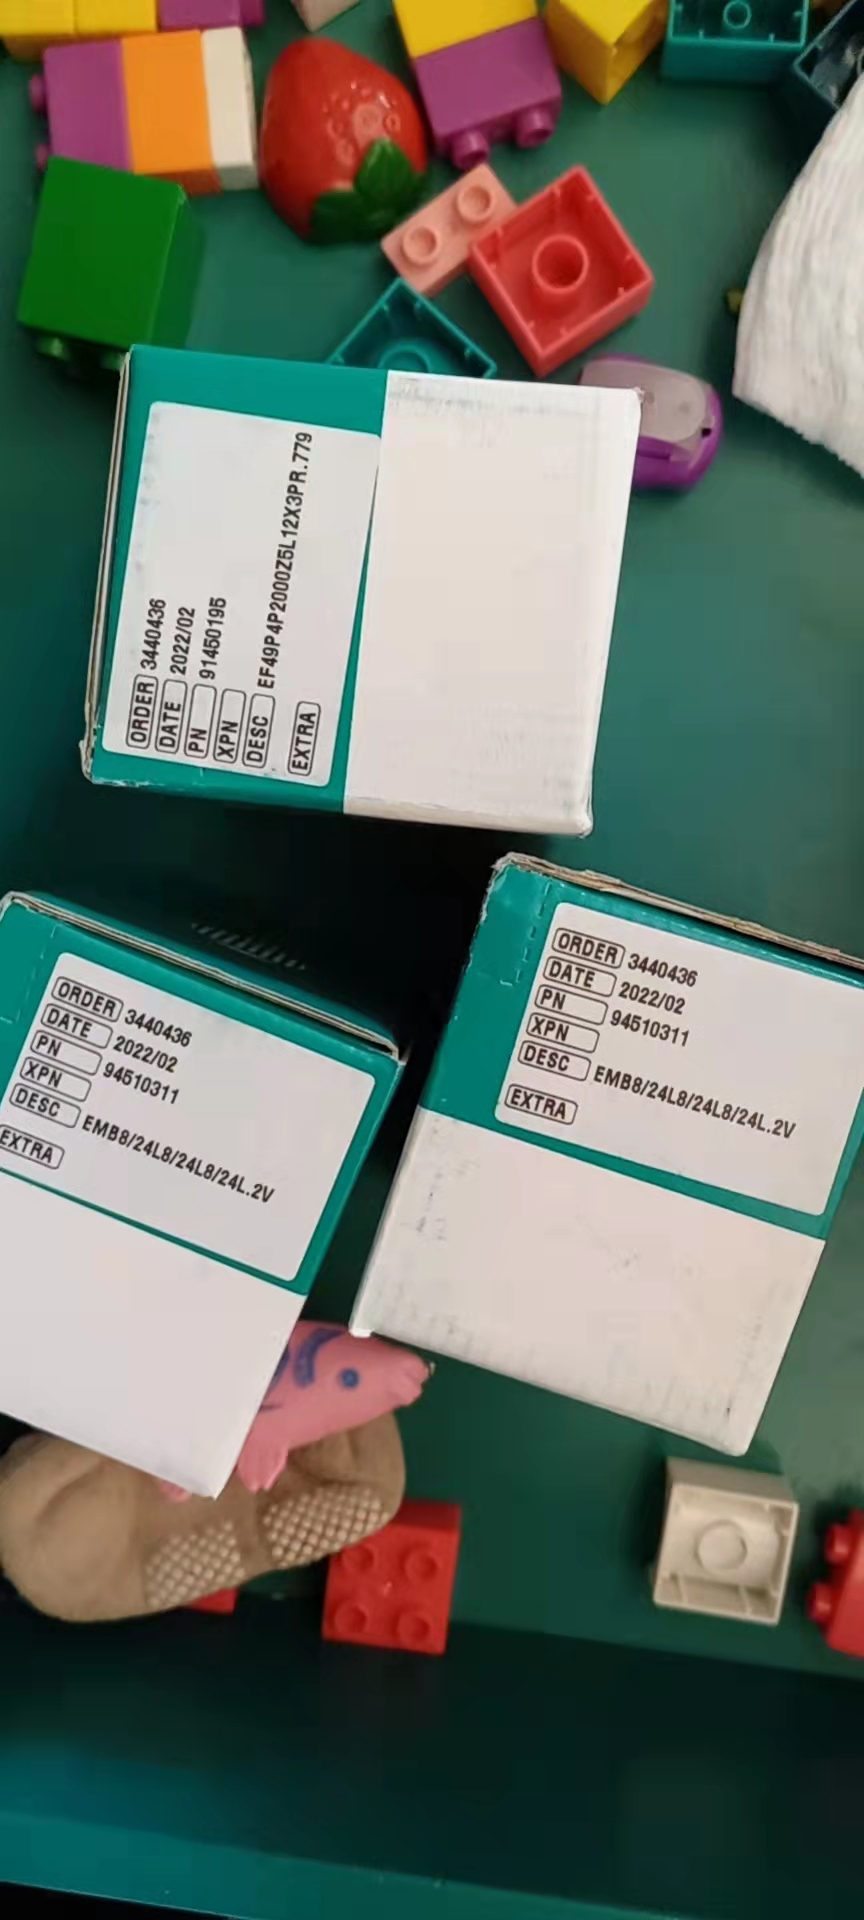 ORDER 3440436
DATE 2022/02
PN 91450195
XPN
DESC EF49P4P2000Z5L12X3PR.779
EXTRA
ORDER 3440436
DATE 2022/02
PN 94510311
XPN
DESC EMB8/24L8/24L8/24L.2V
EXTRA
ORDER 3440436
DATE 2022/02
PN 94510311
XPN
DESC EMB8/24L8/24L8/24L.2V
EXTRA